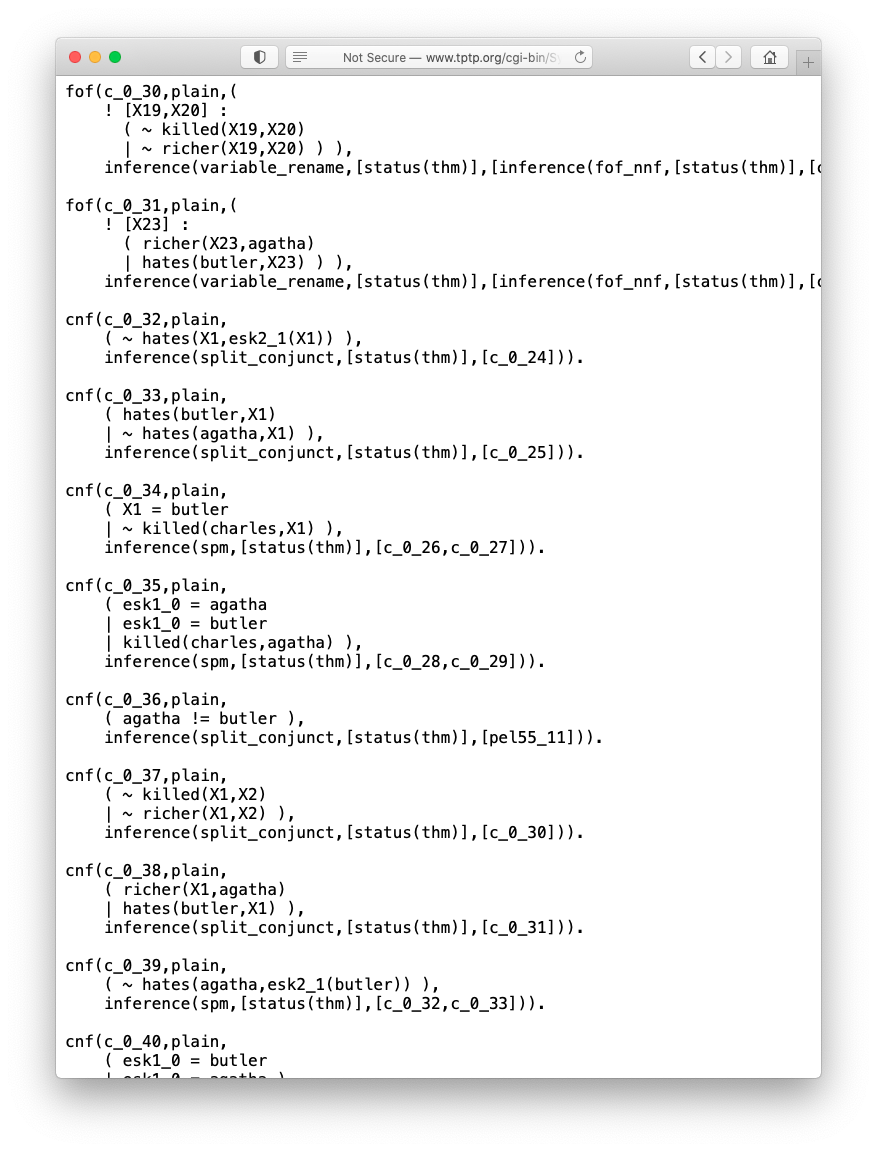 Not Secure — www.tptp.org/cgi-bin/Sy
fof(c_0_30,plain,(
! [X19,X20] :
( ~ killed(X19,X20)
| ~ richer(X19,X20) ) ),
inference(variable_rename,[status(thm)],[inference(fof_nnf,[status(thm)],[c
fof(c_0_31,plain,(
! [X23] :
( richer(X23,agatha)
| hates(butler,X23) ) ),
inference(variable_rename,[status(thm)],[inference(fof_nnf,[status(thm)],[c
cnf(c_0_32,plain,
( ~ hates(X1,esk2_1(X1)) ),
inference(split_conjunct,[status(thm)],[c_0_24])).
cnf(c_0_33,plain,
( hates(butler,X1)
| ~ hates(agatha,X1) ),
inference(split_conjunct,[status(thm)],[c_0_25])).
cnf(c_0_34,plain,
( X1 = butler
| ~ killed(charles,X1) ),
inference(spm,[status(thm)],[c_0_26,c_0_27])).
cnf(c_0_35,plain,
( esk1_0 = agatha
| esk1_0 = butler
| killed(charles,agatha) ),
inference(spm,[status(thm)],[c_0_28,c_0_29])).
cnf(c_0_36,plain,
( agatha != butler ),
inference(split_conjunct,[status(thm)],[pel55_11])).
cnf(c_0_37,plain,
( ~ killed(X1,X2)
| ~ richer(X1,X2) ),
inference(split_conjunct,[status(thm)],[c_0_30])).
cnf(c_0_38,plain,
( richer(X1,agatha)
| hates(butler,X1) ),
inference(split_conjunct,[status(thm)],[c_0_31])).
cnf(c_0_39,plain,
( ~ hates(agatha,esk2_1(butler)) ),
inference(spm,[status(thm)],[c_0_32,c_0_33])).
cnf(c_0_40,plain,
( esk1_0 = butler
| esk1_0 = agatha )